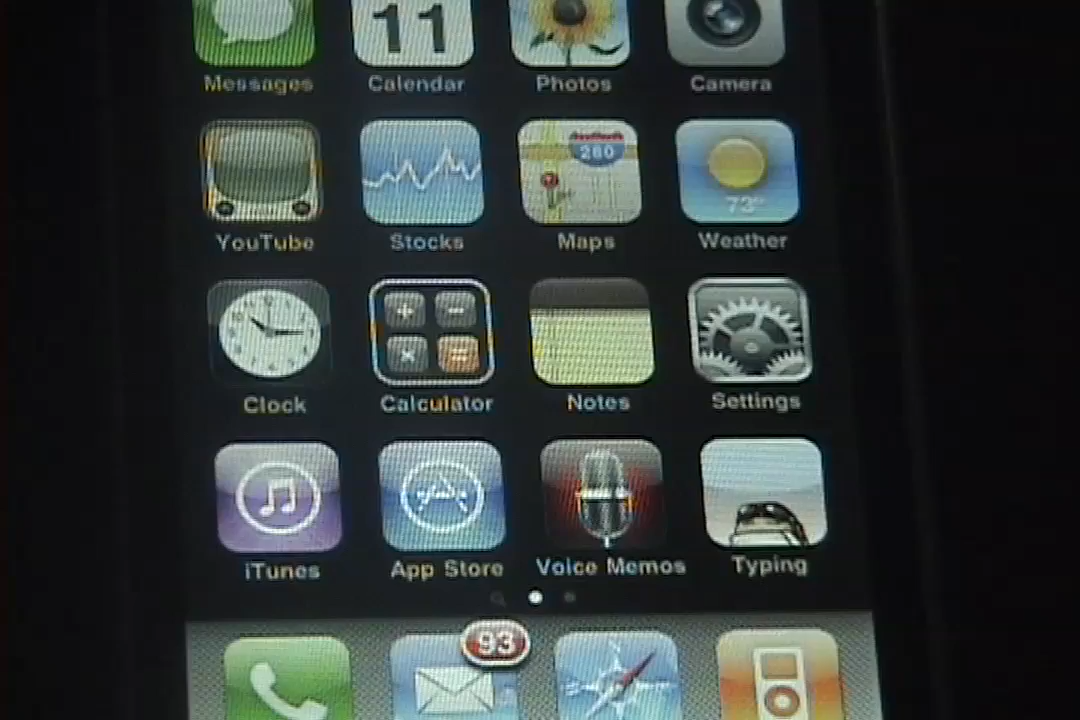 11
Messages Calendar Photos Camera
280
73°
YouTube Stocks Maps Weather
Clock Calculator Notes Settings
iTunes App Store Voice Memos Typing
93